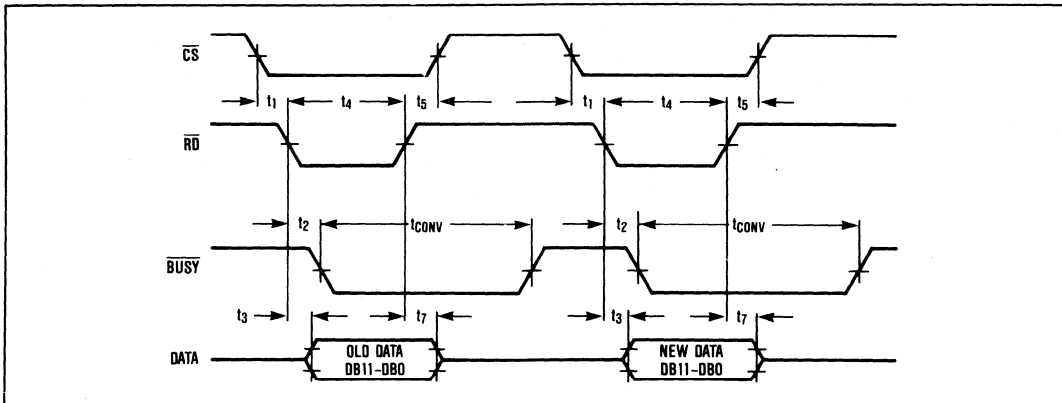 CS
t1 t4 t5 t1 t4 t5
RD
t2 tCONV t2 tCONV
BUSY
t3 t7 t3 t7
DATA
OLD DATA
DB11-DB0
NEW DATA
DB11-DB0